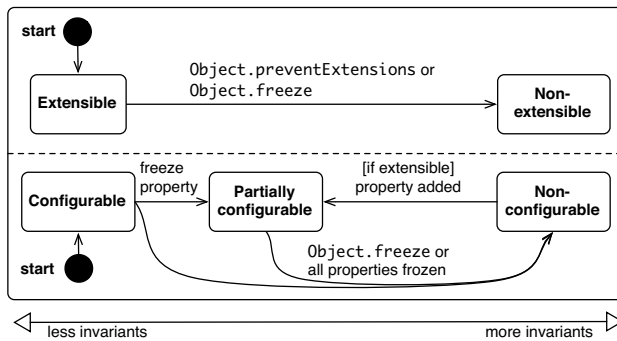 start
Object.preventExtensions or
Object.freeze
Extensible
Non-
extensible
freeze
property
[if extensible]
property added
Configurable
Partially
configurable
Non-
configurable
Object.freeze or
all properties frozen
start
less invariants
more invariants